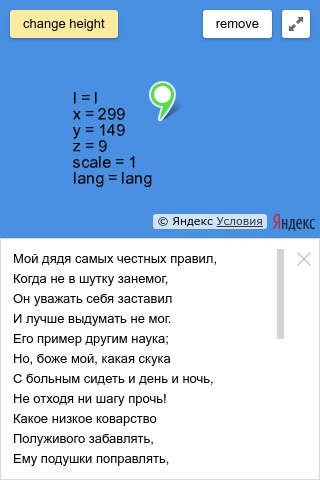 change height
remove
l = l
x = 299
y = 149
z = 9
scale = 1
lang = lang
© Яндекс Условия
Яндекс
Мой дядя самых честных правил,
Когда не в шутку занемог,
Он уважать себя заставил
И лучше выдумать не мог.
Его пример другим наука;
Но, боже мой, какая скука
С больным сидеть и день и ночь,
Не отходя ни шагу прочь!
Какое низкое коварство
Полуживого забавлять,
Ему подушки поправлять,